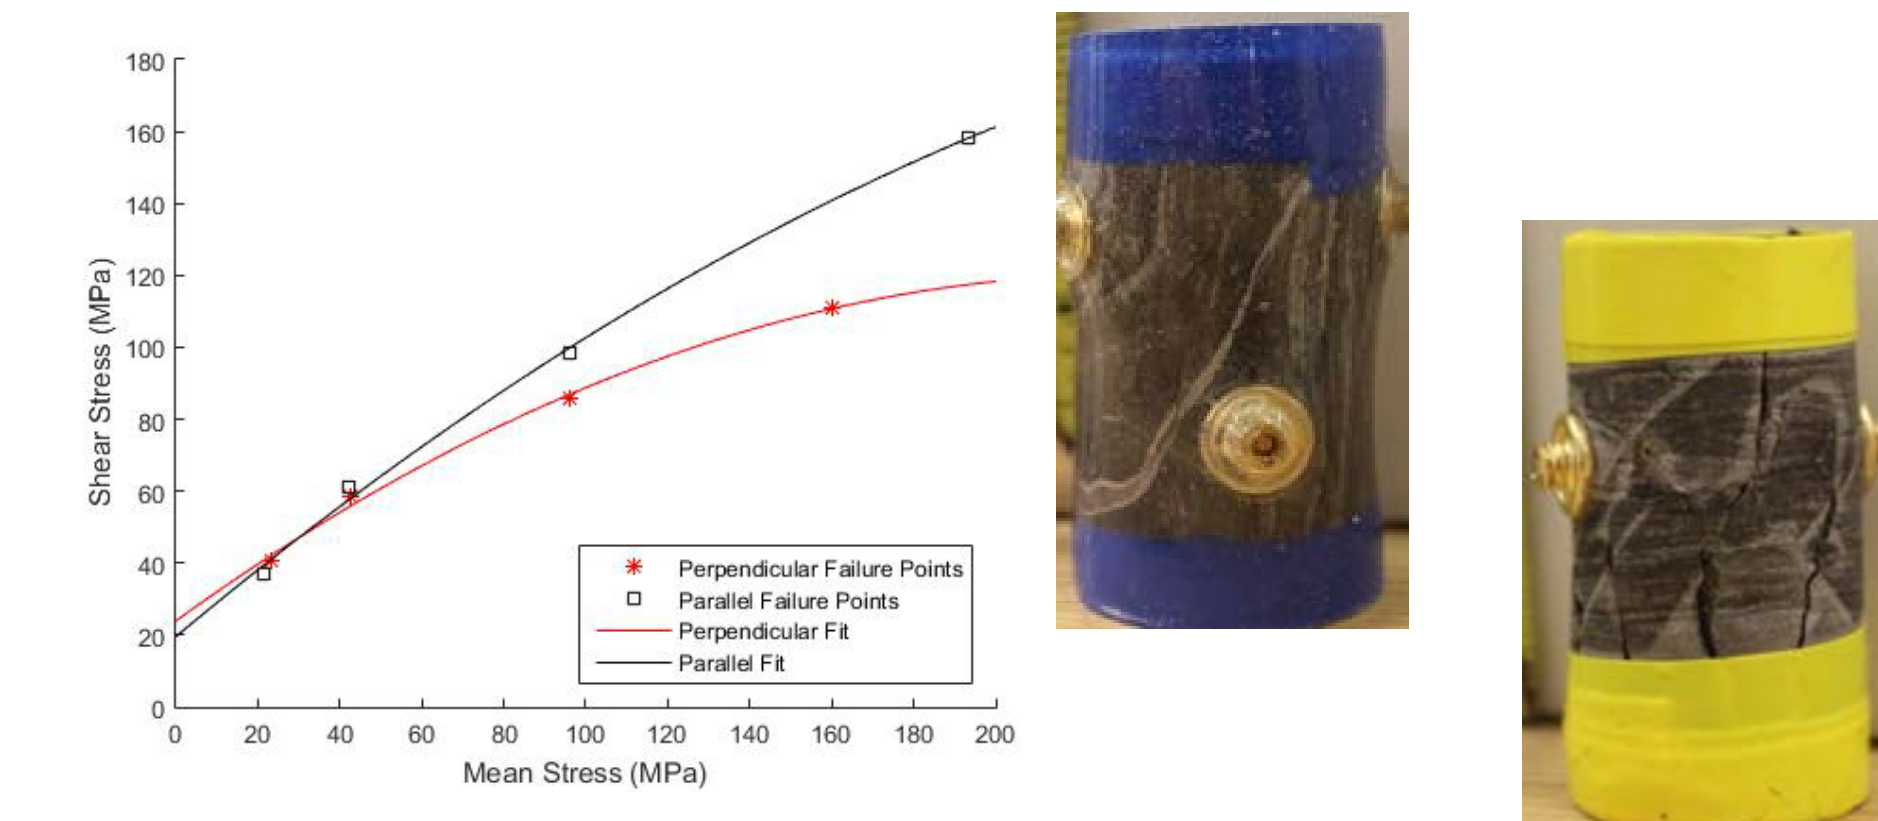 180
160
140
120
100
80
60
40
20
0
Shear Stress (MPa)
0 20 40 60 80 100 120 140 160 180 200
Mean Stress (MPa)
Perpendicular Failure Points
Parallel Failure Points
Perpendicular Fit
Parallel Fit